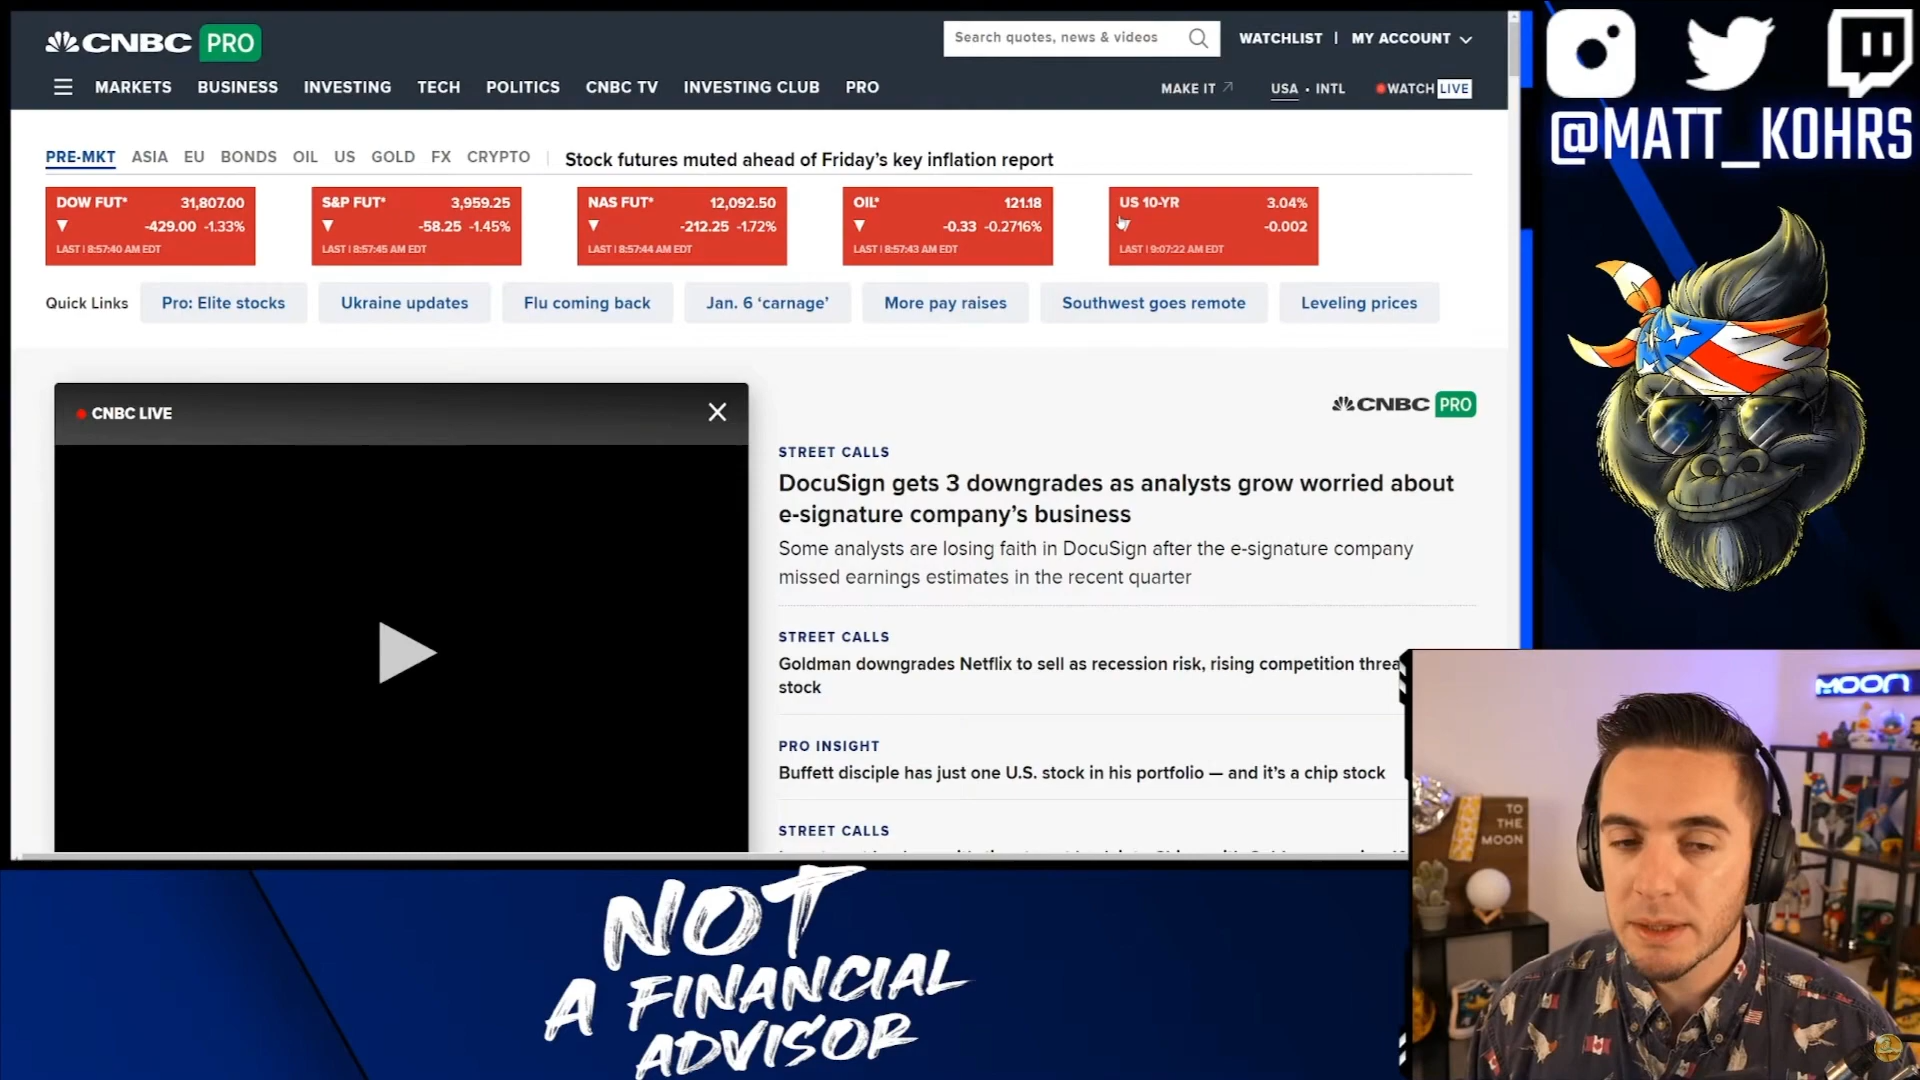 CNBC PRO
Search quotes, news & videos
WATCHLIST | MY ACCOUNT
MARKETS BUSINESS INVESTING TECH POLITICS CNBC TV INVESTING CLUB PRO
MAKE IT USA • INTL WATCH LIVE
@MATT_KOHRS
PRE-MKT ASIA EU BONDS OIL US GOLD FX CRYPTO
Stock futures muted ahead of Friday’s key inflation report
DOW FUT* 31,807.00
-429.00 -1.33%
LAST | 8:57:40 AM EDT
S&P FUT* 3,959.25
-58.25 -1.45%
LAST | 8:57:45 AM EDT
NAS FUT* 12,092.50
-212.25 -1.72%
LAST | 8:57:44 AM EDT
OIL* 121.18
-0.33 -0.2716%
LAST | 8:57:43 AM EDT
US 10-YR 3.04%
-0.002
LAST | 9:07:22 AM EDT
Quick Links
Pro: Elite stocks
Ukraine updates
Flu coming back
Jan. 6 ‘carnage’
More pay raises
Southwest goes remote
Leveling prices
CNBC LIVE
CNBC PRO
STREET CALLS
DocuSign gets 3 downgrades as analysts grow worried about
e-signature company’s business
Some analysts are losing faith in DocuSign after the e-signature company
missed earnings estimates in the recent quarter
STREET CALLS
Goldman downgrades Netflix to sell as recession risk, rising competition
stock
PRO INSIGHT
Buffett disciple has just one U.S. stock in his portfolio — and it’s a chip stock
STREET CALLS
MOON
TO
THE
MOON
NOT
A FINANCIAL
ADVISOR